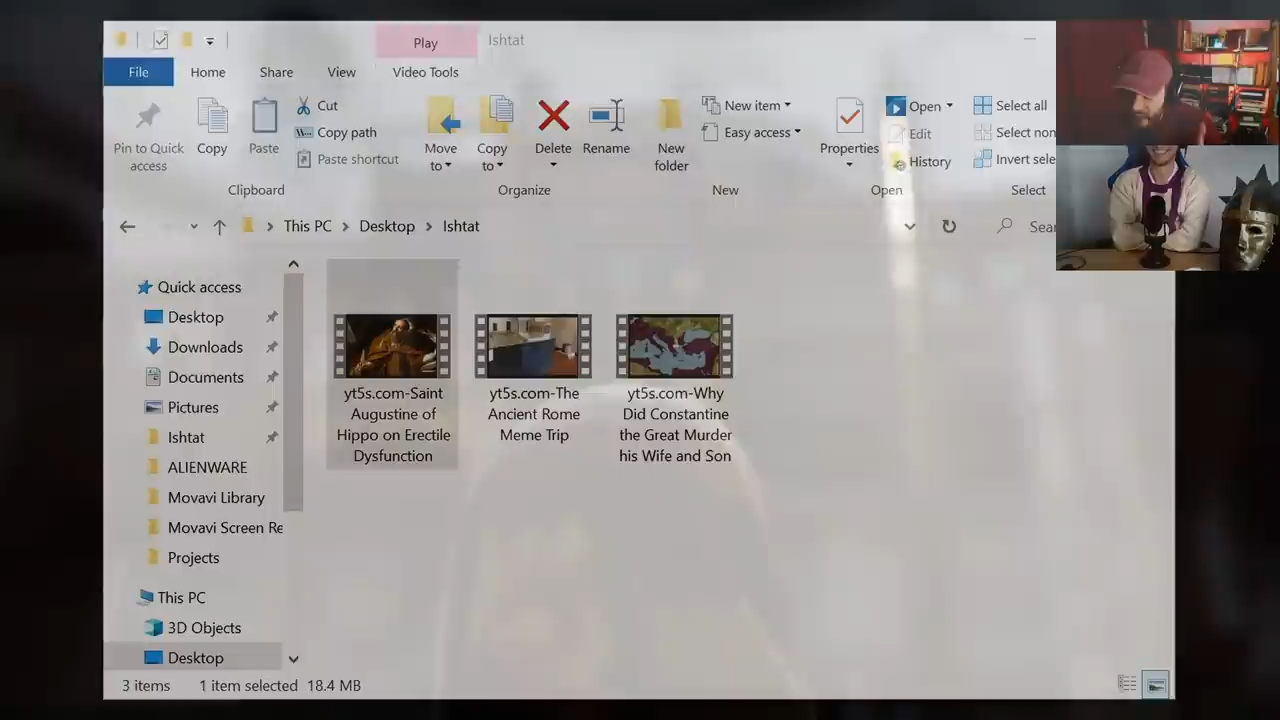 Play
Ishtat
File
Home
Share
View
Video Tools
Pin to Quick
access
Copy
Paste
Cut
Copy path
Paste shortcut
Clipboard
Move
to
Copy
to
Delete
Rename
Organize
New
folder
New item
Easy access
New
Properties
Open
Edit
History
Open
Select all
Select non
Invert sele
Select
This PC
Desktop
Ishtat
Sear
Quick access
Desktop
Downloads
Documents
Pictures
Ishtat
ALIENWARE
Movavi Library
Movavi Screen Re
Projects
This PC
3D Objects
Desktop
yt5s.com-Saint
Augustine of
Hippo on Erectile
Dysfunction
yt5s.com-The
Ancient Rome
Meme Trip
yt5s.com-Why
Did Constantine
the Great Murder
his Wife and Son
3 items
1 item selected
18.4 MB